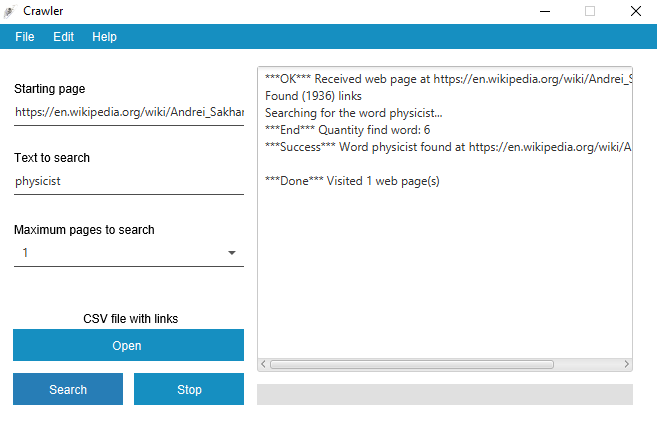 Crawler
File Edit Help
Starting page
https://en.wikipedia.org/wiki/Andrei_Sakhar
Text to search
physicist
Maximum pages to search
1
CSV file with links
Open
Search Stop
***OK*** Received web page at https://en.wikipedia.org/wiki/Andrei_S
Found (1936) links
Searching for the word physicist...
***End*** Quantity find word: 6
***Success*** Word physicist found at https://en.wikipedia.org/wiki/A
***Done*** Visited 1 web page(s)